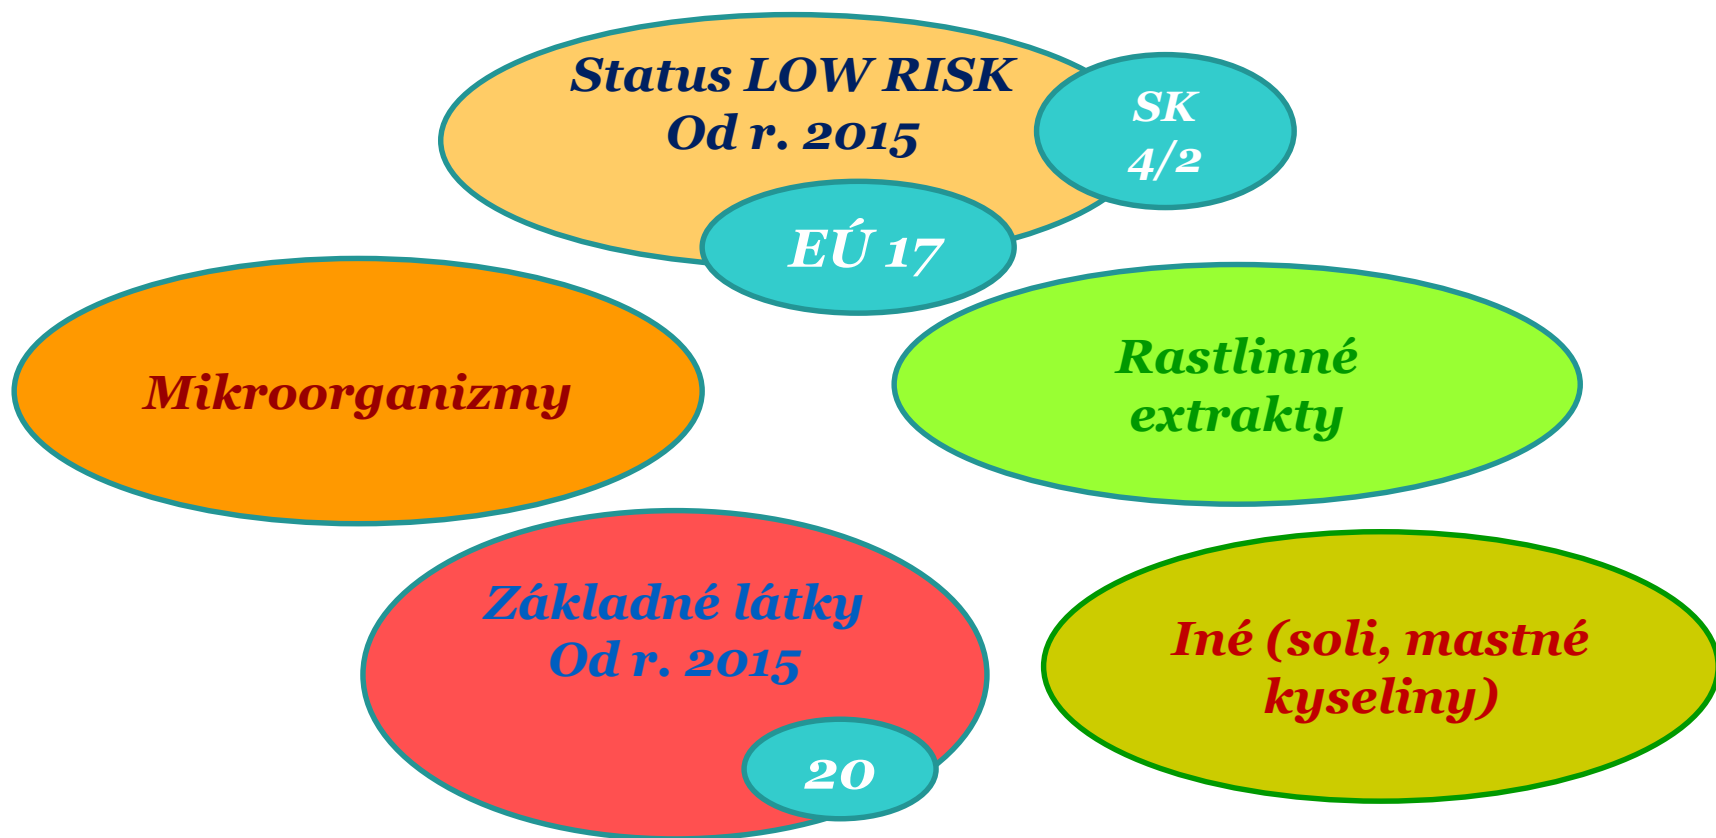 Status LOW RISK
Od r. 2015
SK
4/2
EÚ 17
Mikroorganizmy
Rastlinné
extrakty
Základné látky
Od r. 2015
20
Iné (soli, mastné
kyseliny)